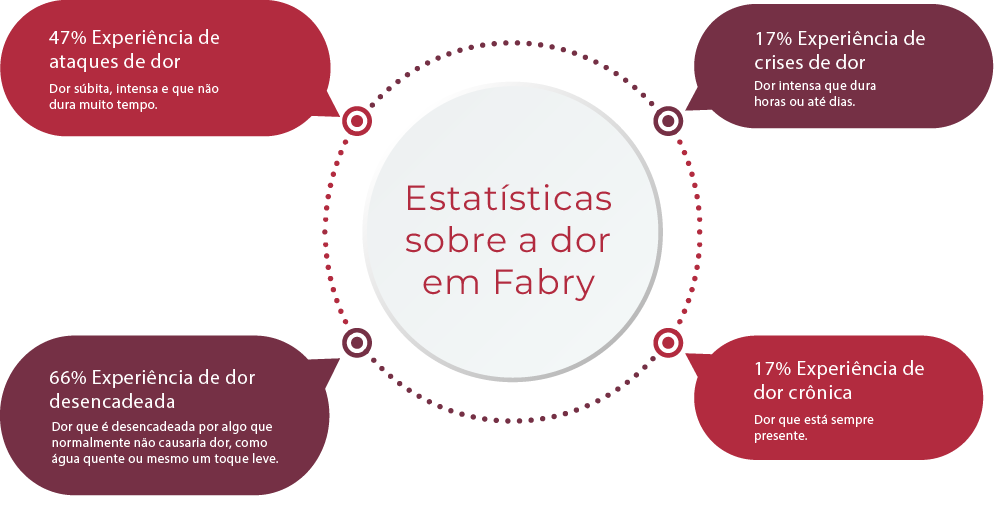 47% Experiência de
ataques de dor
Dor súbita, intensa e que não
dura muito tempo.
17% Experiência de
crises de dor
Dor intensa que dura
horas ou até dias.
Estatísticas
sobre a dor
em Fabry
66% Experiência de dor
desencadeada
Dor que é desencadeada por algo que
normalmente não causaria dor, como
água quente ou mesmo um toque leve.
17% Experiência de
dor crônica
Dor que está sempre
presente.